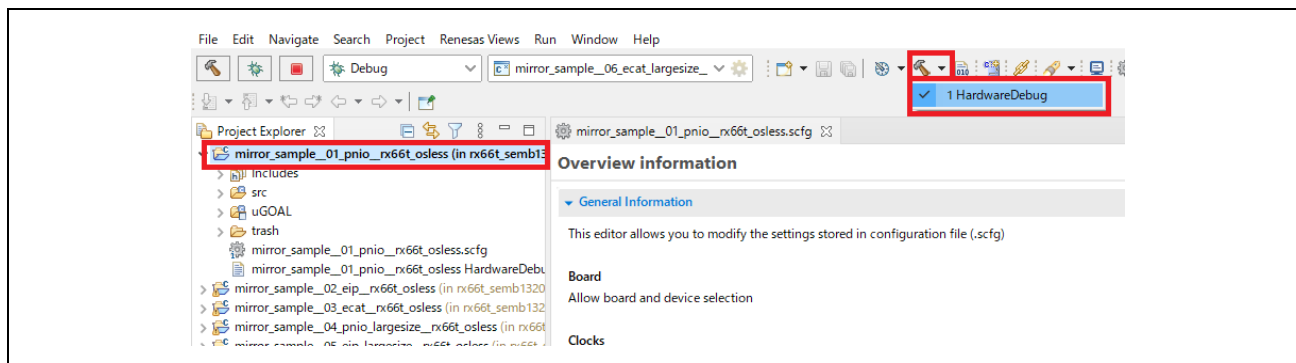 File Edit Navigate Search Project Renesas Views Run Window Help
Debug mirror_sample__06_ecat_largesize_ 010
1 HardwareDebug
Project Explorer mirror_sample__01_pnio__rx66t_osless.scfg
mirror_sample__01_pnio__rx66t_osless (in rx66t_semb13
Overview information
Includes
src
General Information
uGOAL
trash
This editor allows you to modify the settings stored in configuration file (.scfg)
mirror_sample__01_pnio__rx66t_osless.scfg
mirror_sample__01_pnio__rx66t_osless HardwareDebu
Board
mirror_sample__02_eip__rx66t_osless (in rx66t_semb1320
Allow board and device selection
mirror_sample__03_ecat__rx66t_osless (in rx66t_semb132
mirror_sample__04_pnio_largesize__rx66t_osless (in rx66t
Clocks